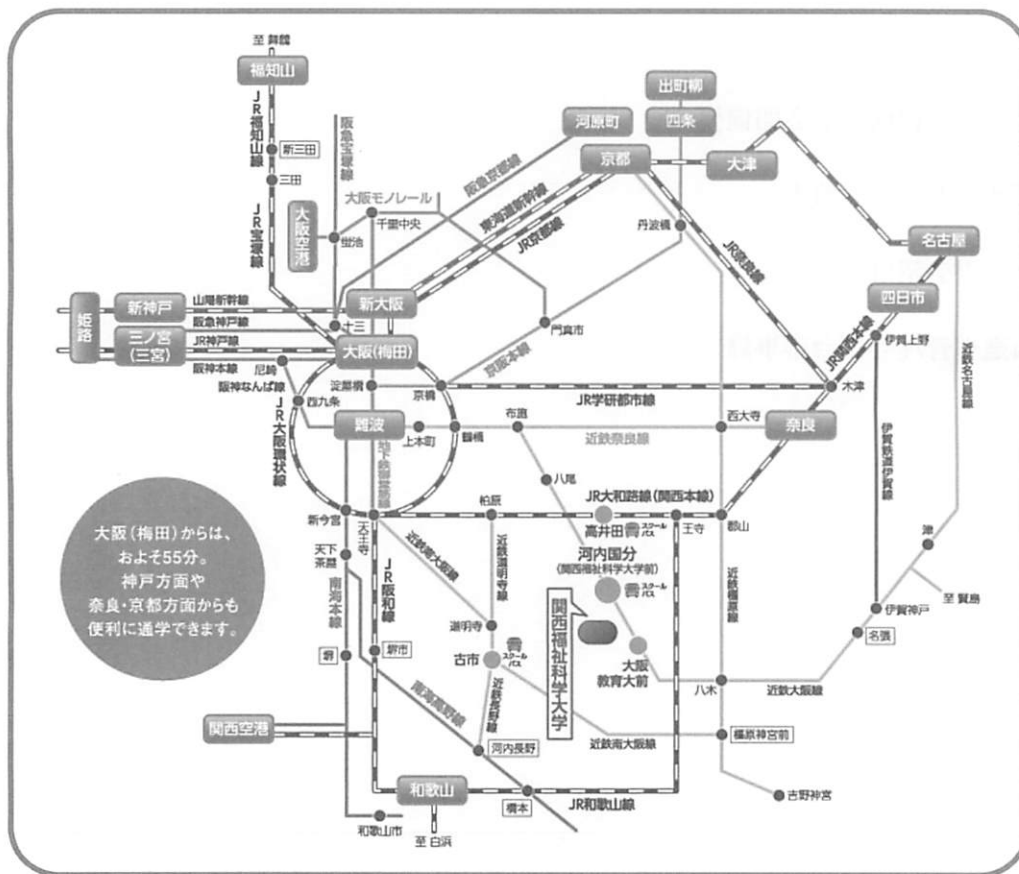 至 舞鶴
福知山
JR福知山線
新三田
三田
JR宝塚線
阪急宝塚線
大阪モノレール
千里中央
大阪空港
蛍池
阪急京都線
河原町
出町柳
四条
京都
大津
東海道新幹線
JR京都線
丹波橋
JR奈良線
名古屋
四日市
JR関西本線
伊賀上野
近鉄名古屋線
姫路
新神戸
山陽新幹線
阪急神戸線
三ノ宮
(三宮)
JR神戸線
阪神本線
尼崎
阪神なんば線
新大阪
十三
大阪(梅田)
門真市
京阪本線
淀屋橋
京橋
JR学研都市線
木津
西九条
JR大阪環状線
難波
上本町
鶴橋
布施
近鉄奈良線
西大寺
奈良
伊賀鉄道伊賀線
地下鉄御堂筋線
八尾
柏原
JR大和路線(関西本線)
高井田
スクール
バス
王寺
郡山
新今宮
天王寺
天下
茶屋
近鉄南大阪線
近鉄道明寺線
河内国分
(関西福祉科学大学前)
スクール
バス
近鉄橿原線
津
至 賢島
伊賀神戸
名張
大阪(梅田)からは、
およそ55分。
神戸方面や
奈良・京都方面からも
便利に通学できます。
南海本線
JR阪和線
堺
堺市
道明寺
古市
スクール
バス
関西福祉科学大学
大阪
教育大前
八木
近鉄大阪線
南海高野線
近鉄長野線
河内長野
近鉄南大阪線
橿原神宮前
吉野神宮
関西空港
和歌山
橋本
JR和歌山線
和歌山市
至 白浜